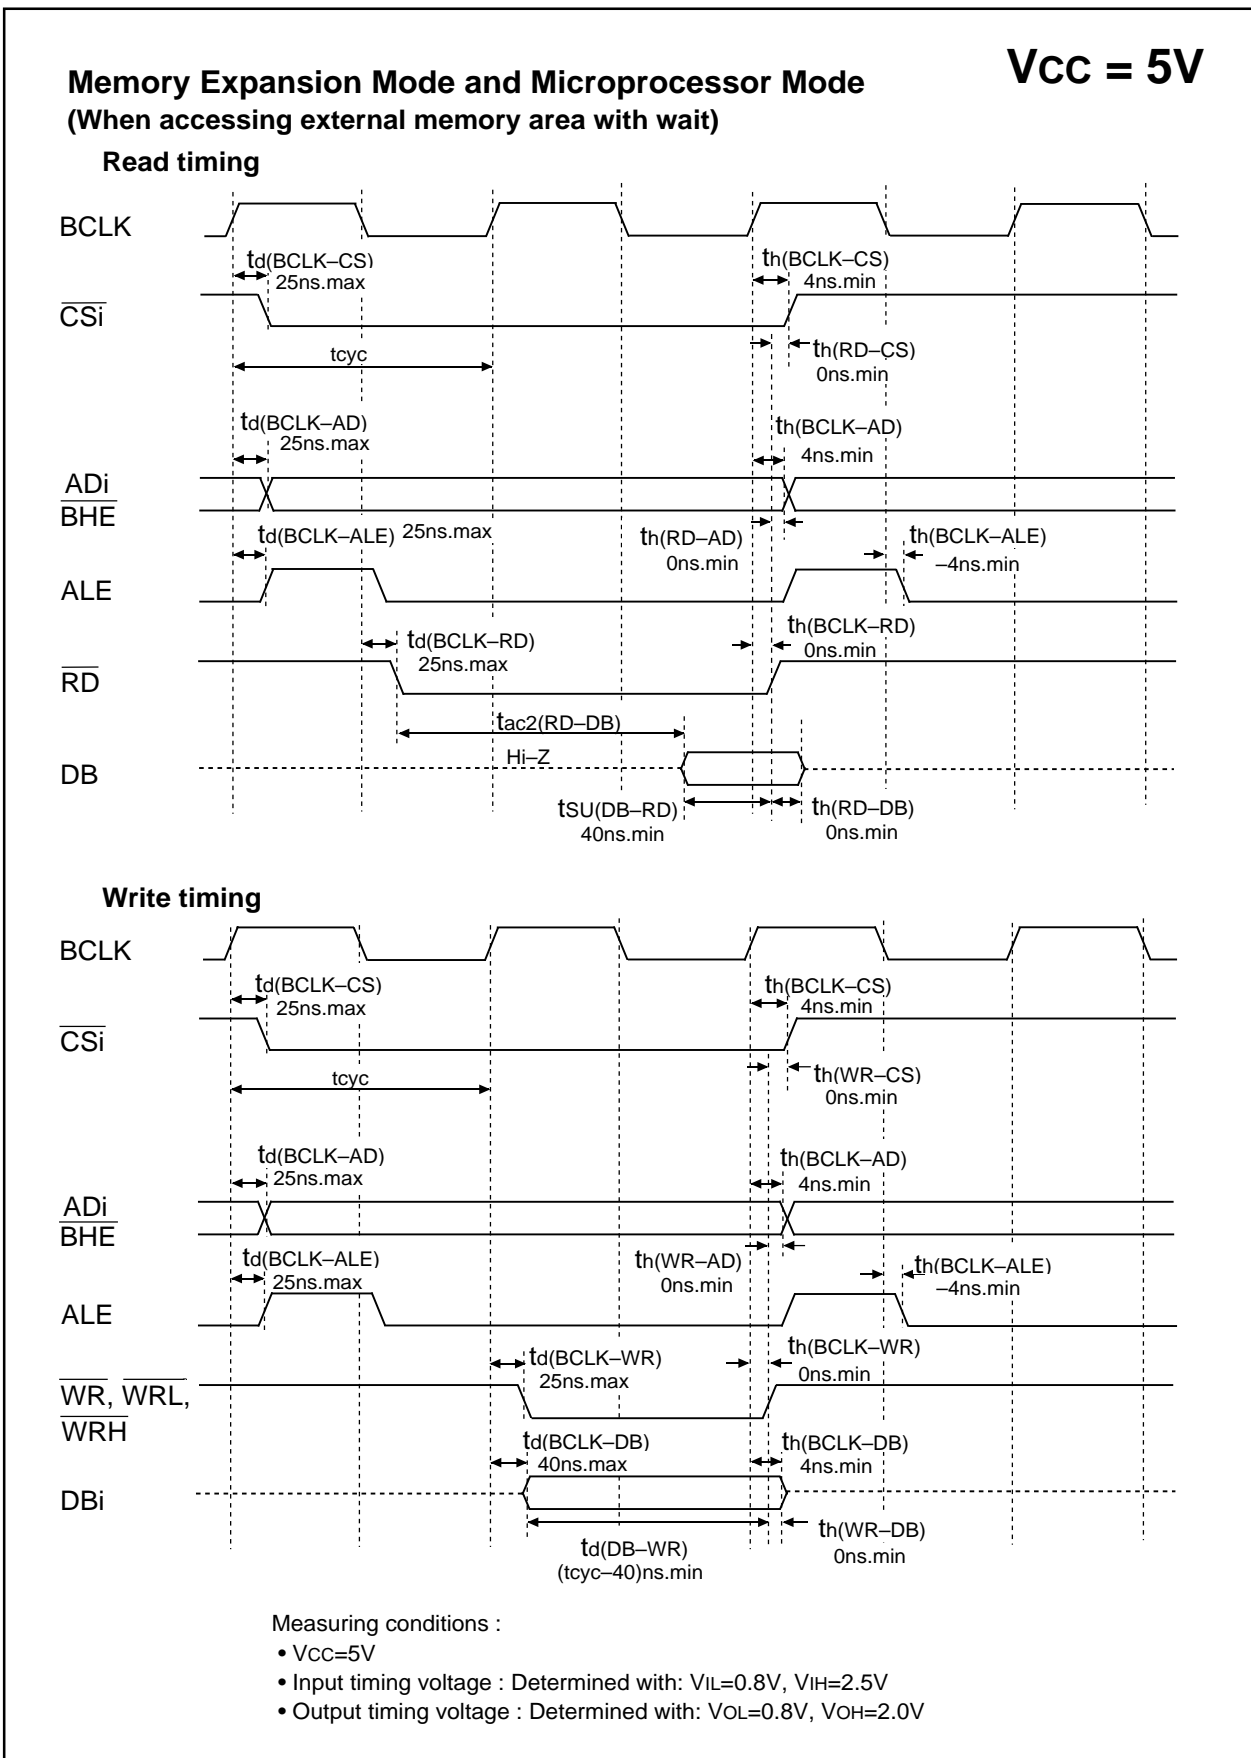 VCC = 5V
Memory Expansion Mode and Microprocessor Mode
(When accessing external memory area with wait)
Read timing
BCLK
td(BCLK–CS)
25ns.max
th(BCLK–CS)
4ns.min
CSi
tcyc
th(RD–CS)
0ns.min
td(BCLK–AD)
25ns.max
th(BCLK–AD)
4ns.min
ADi
BHE
td(BCLK–ALE) 25ns.max
th(RD–AD)
0ns.min
th(BCLK–ALE)
–4ns.min
ALE
td(BCLK–RD)
25ns.max
th(BCLK–RD)
0ns.min
RD
tac2(RD–DB)
Hi–Z
DB
tSU(DB–RD)
40ns.min
th(RD–DB)
0ns.min
Write timing
BCLK
td(BCLK–CS)
25ns.max
th(BCLK–CS)
4ns.min
CSi
tcyc
th(WR–CS)
0ns.min
td(BCLK–AD)
25ns.max
th(BCLK–AD)
4ns.min
ADi
BHE
td(BCLK–ALE)
25ns.max
th(WR–AD)
0ns.min
th(BCLK–ALE)
–4ns.min
ALE
td(BCLK–WR)
25ns.max
th(BCLK–WR)
0ns.min
WR, WRL,
WRH
td(BCLK–DB)
40ns.max
th(BCLK–DB)
4ns.min
DBi
td(DB–WR)
(tcyc–40)ns.min
th(WR–DB)
0ns.min
Measuring conditions :
• VCC=5V
• Input timing voltage : Determined with: VIL=0.8V, VIH=2.5V
• Output timing voltage : Determined with: VOL=0.8V, VOH=2.0V